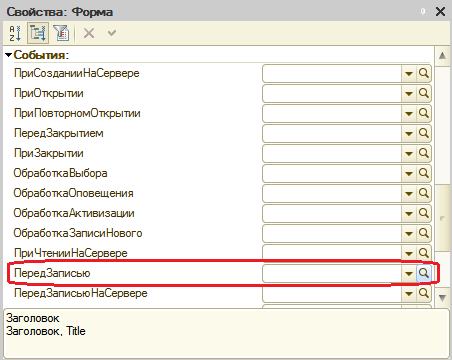 Свойства: Форма
События:
ПриСозданииНаСервере
ПриОткрытии
ПриПовторномОткрытии
ПередЗакрытием
ПриЗакрытии
ОбработкаВыбора
ОбработкаОповещения
ОбработкаАктивизации
ОбработкаЗаписиНового
ПриЧтенииНаСервере
ПередЗаписью
ПередЗаписьюНаСервере
Заголовок
Заголовок, Title